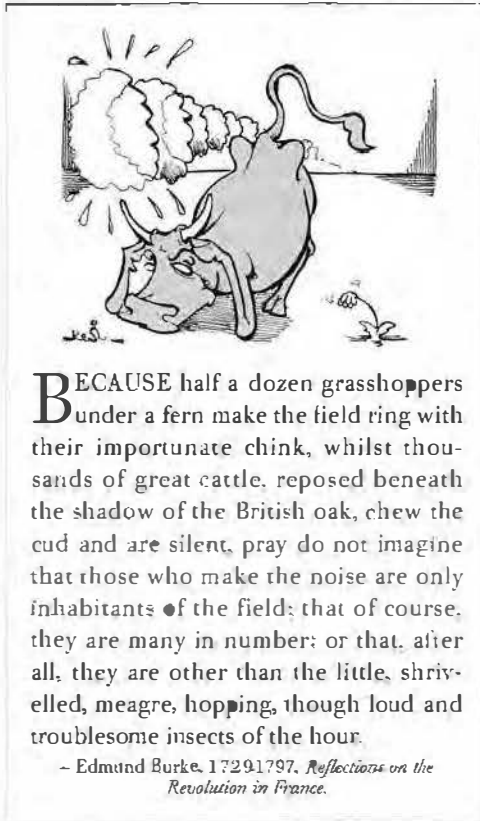 BECAUSE half a dozen grasshoppers
under a fern make the field ring with
their importunate chink, whilst thou-
sands of great cattle, reposed beneath
the shadow of the British oak, chew the
cud and are silent, pray do not imagine
that those who make the noise are only
inhabitants of the field; that of course,
they are many in number; or that, after
all, they are other than the little, shriv-
elled, meagre, hopping, though loud and
troublesome insects of the hour.
– Edmund Burke, 1729-1797, Reflections on the
Revolution in France.